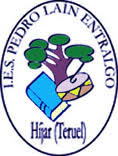 I.E.S. PEDRO LAÍN ENTRALGO
Híjar (Teruel)